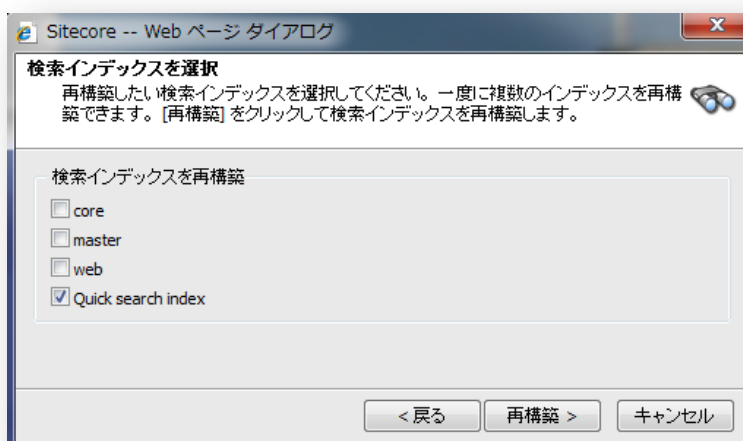 Sitecore -- Web ページ ダイアログ
検索インデックスを選択
再構築したい検索インデックスを選択してください。一度に複数のインデックスを再構
築できます。[再構築] をクリックして検索インデックスを再構築します。
検索インデックスを再構築
core
master
web
Quick search index
< 戻る
再構築 >
キャンセル